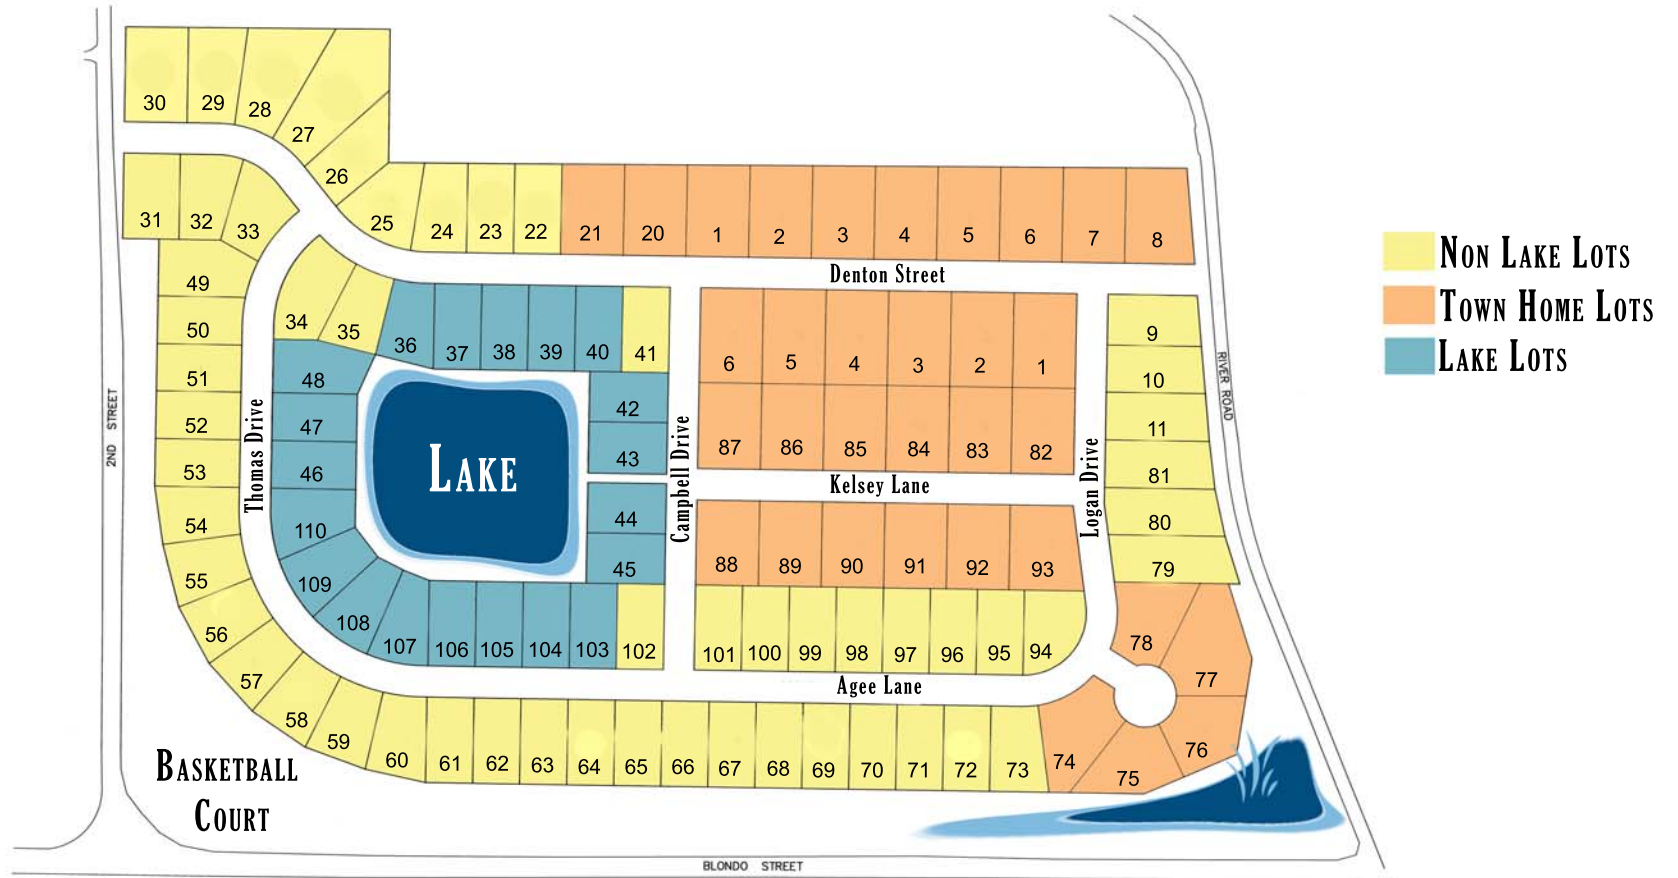 30 29 28 27 26
31 32 33 25 24 23 22 21 20 1 2 3 4 5 6 7 8
Denton Street
49 34 35 36 37 38 39 40 41 6 5 4 3 2 1 9
50 10
51 48 42 11
52 47 43 87 86 85 84 83 82 81
53 46 44 80
54 110 45 88 89 90 91 92 93 79
55 109
56 108 107 106 105 104 103 102 101 100 99 98 97 96 95 94 78
57 77
58 59 60 61 62 63 64 65 66 67 68 69 70 71 72 73 74 75 76
Lake
Thomas Drive
Campbell Drive
Kelsey Lane
Logan Drive
Agee Lane
2ND STREET
RIVER ROAD
BLONDO STREET
Basketball
Court
Non Lake Lots
Town Home Lots
Lake Lots